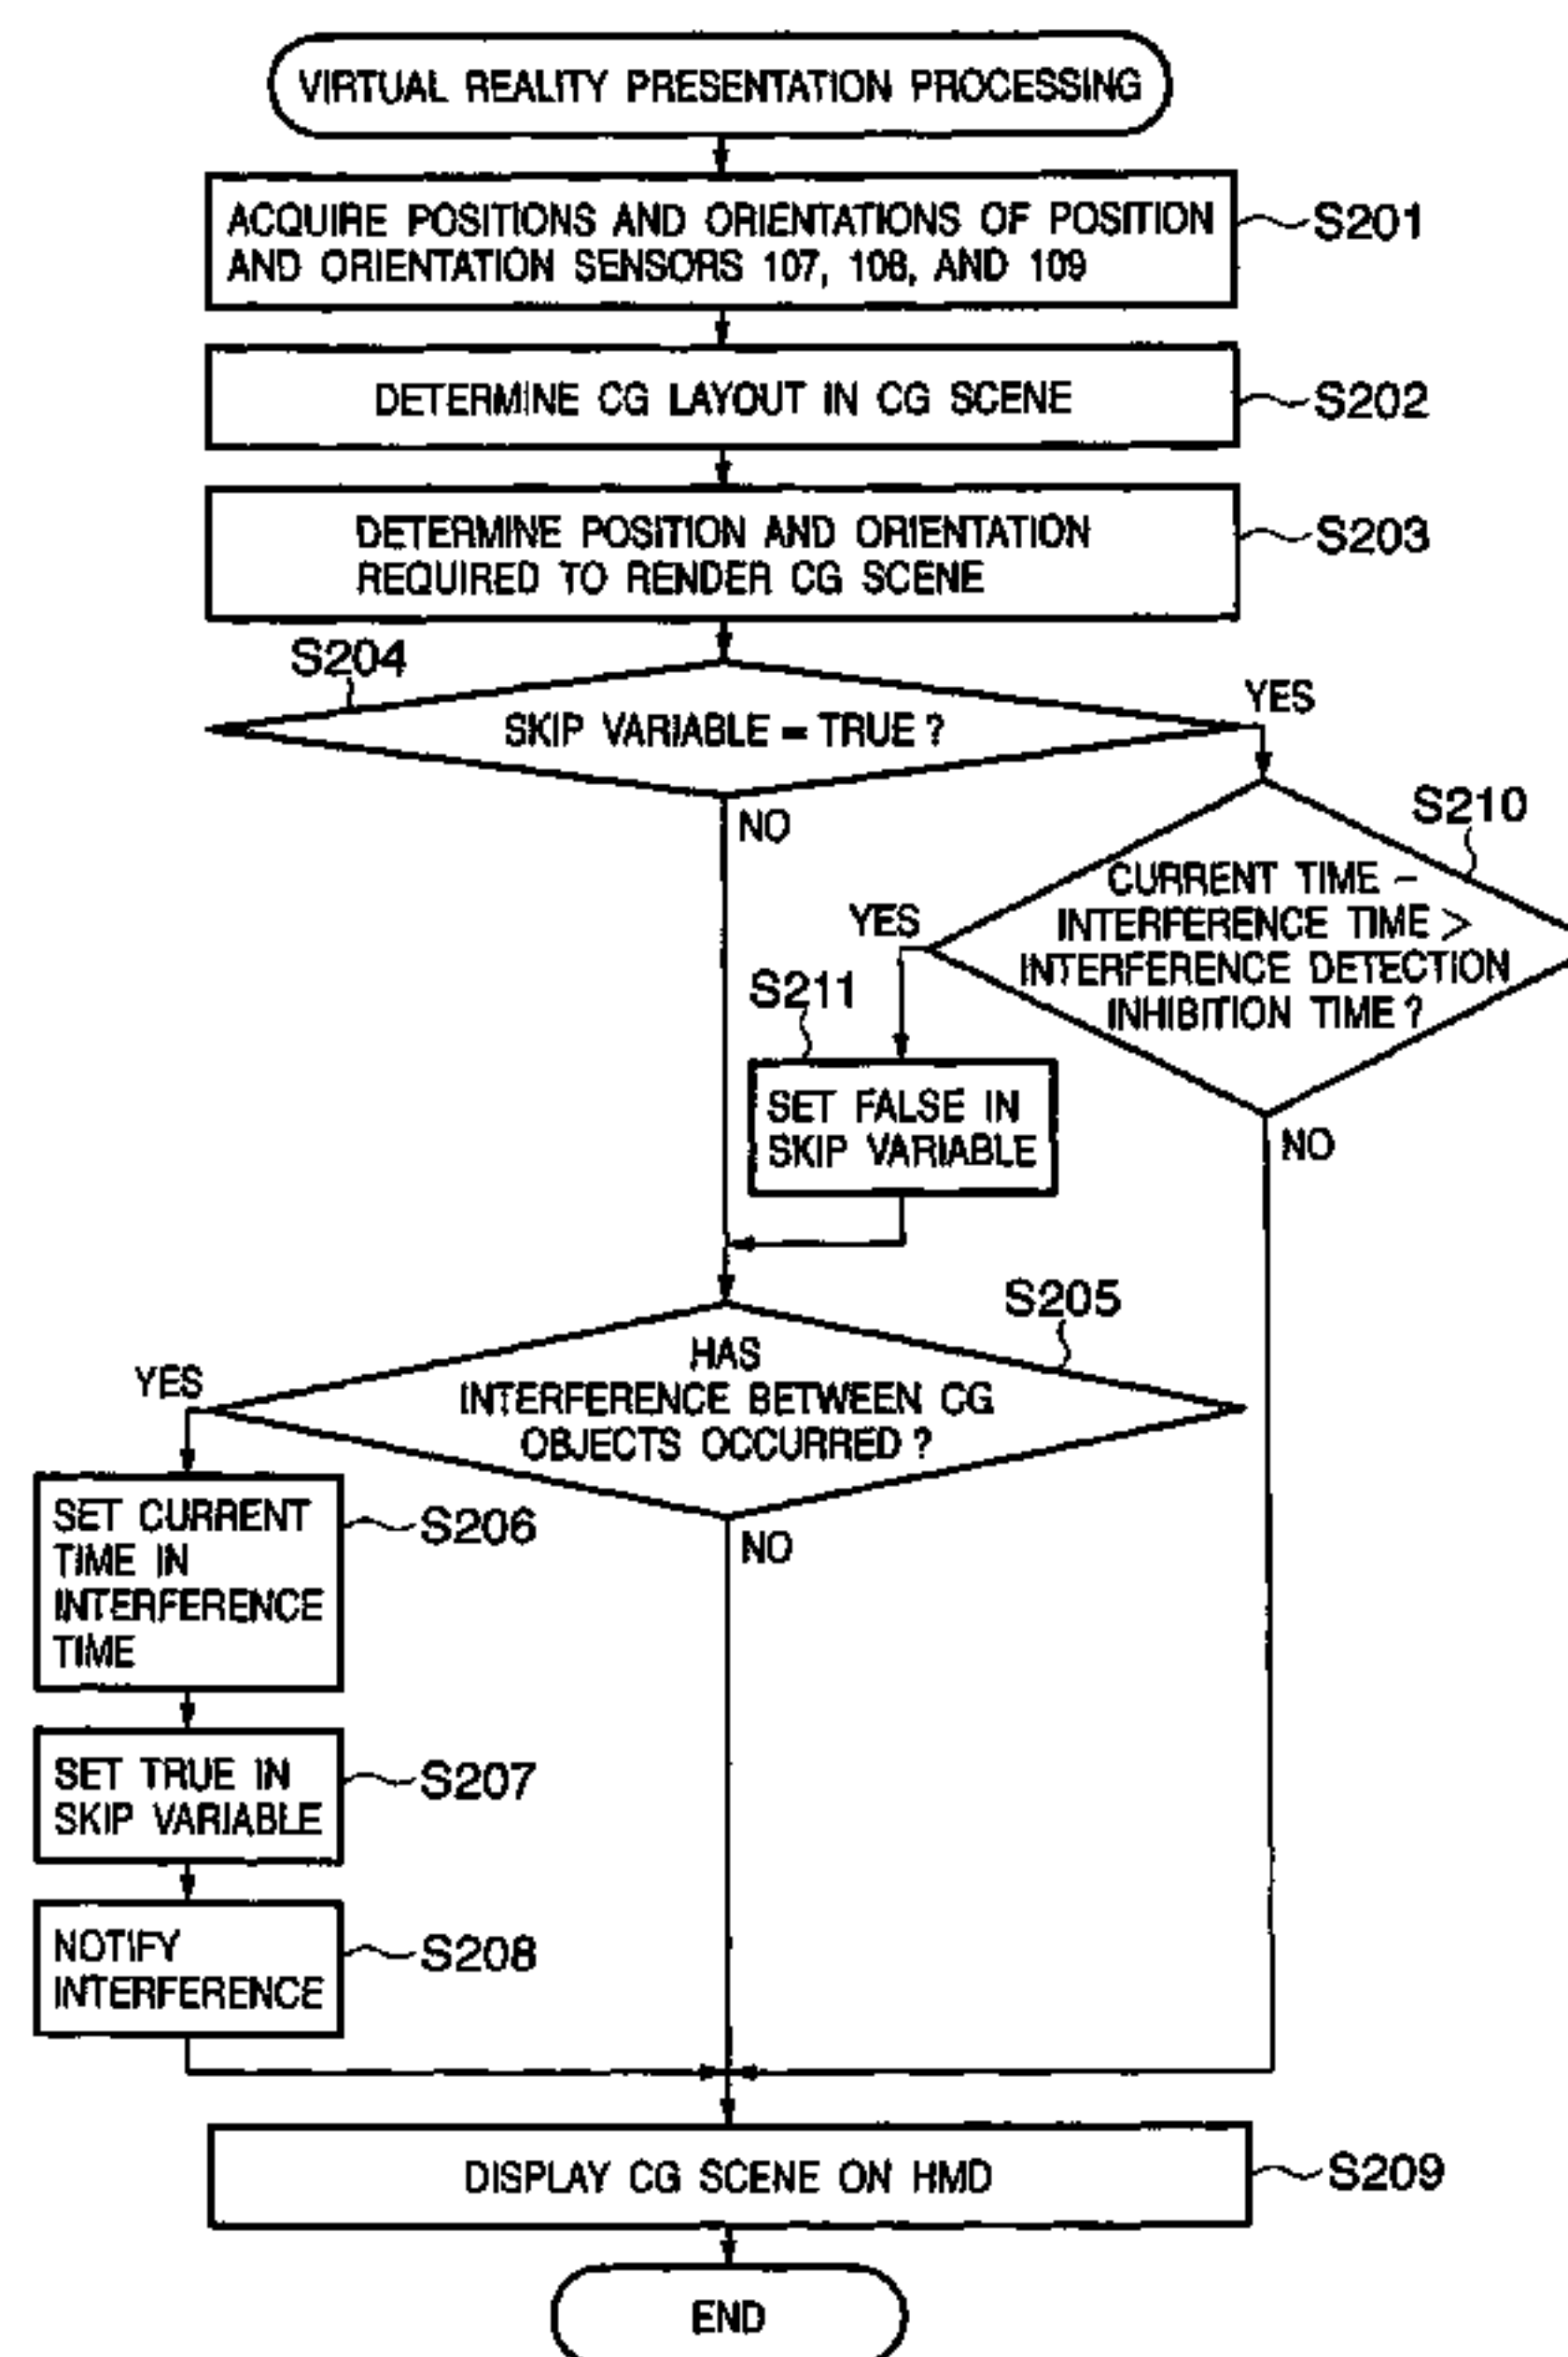 VIRTUAL REALITY PRESENTATION PROCESSING
ACQUIRE POSITIONS AND ORIENTATIONS OF POSITION
AND ORIENTATION SENSORS 107, 108, AND 109
S201
DETERMINE CG LAYOUT IN CG SCENE
S202
DETERMINE POSITION AND ORIENTATION
REQUIRED TO RENDER CG SCENE
S203
S204
SKIP VARIABLE = TRUE ?
YES
NO
S210
CURRENT TIME –
INTERFERENCE TIME >
INTERFERENCE DETECTION
INHIBITION TIME ?
YES
NO
S211
SET FALSE IN
SKIP VARIABLE
S205
HAS
INTERFERENCE BETWEEN CG
OBJECTS OCCURRED ?
YES
NO
SET CURRENT
TIME IN
INTERFERENCE
TIME
S206
SET TRUE IN
SKIP VARIABLE
S207
NOTIFY
INTERFERENCE
S208
DISPLAY CG SCENE ON HMD
S209
END